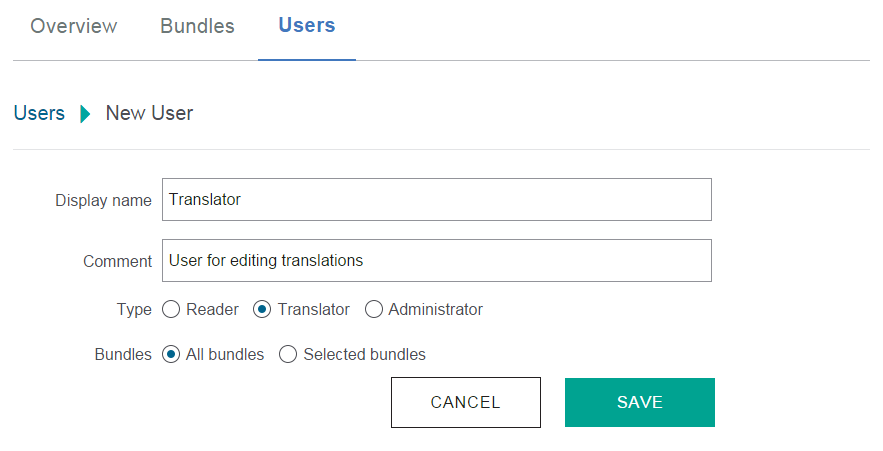 Overview Bundles Users
Users New User
Display name Translator
Comment User for editing translations
Type Reader Translator Administrator
Bundles All bundles Selected bundles
CANCEL SAVE